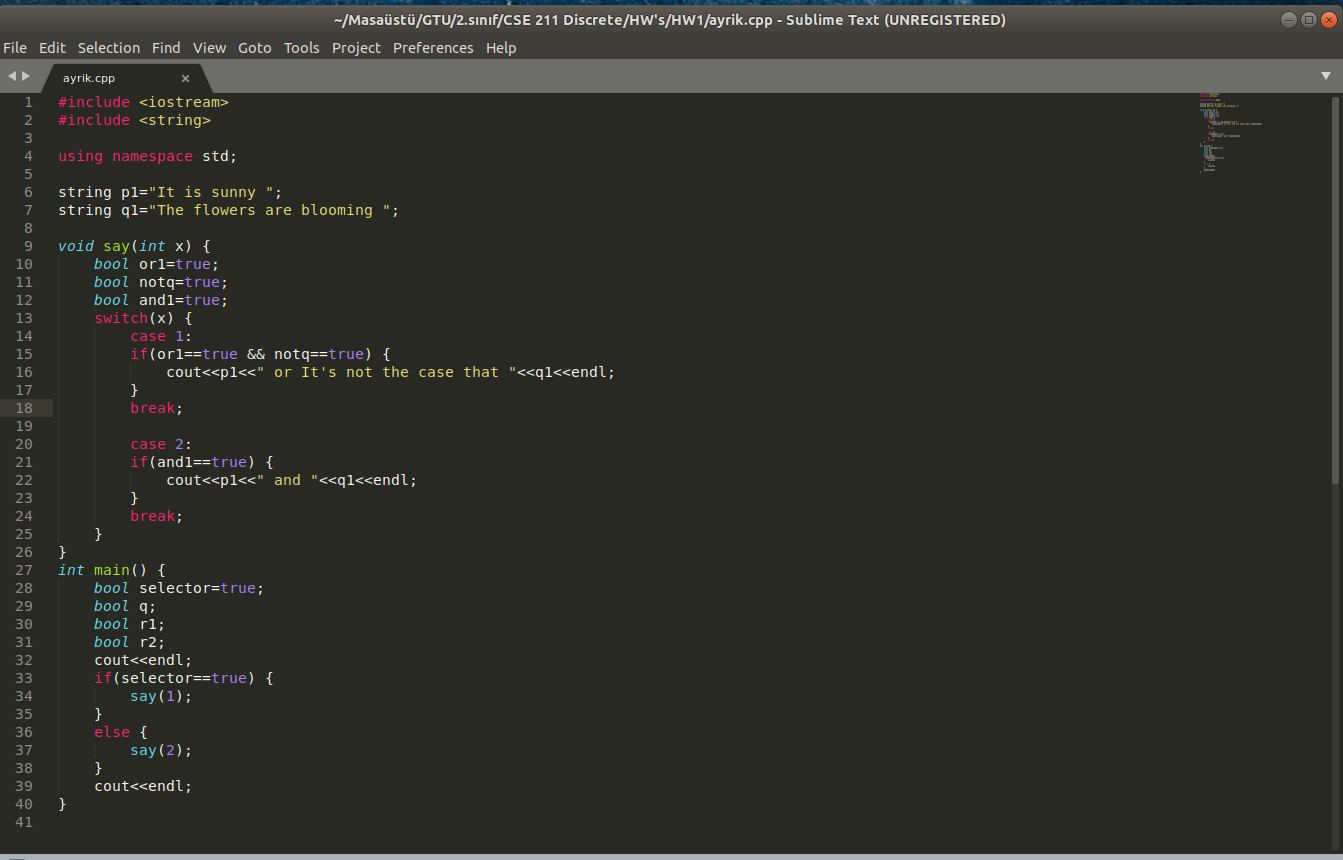 ~/Masaüstü/GTU/2.sınıf/CSE 211 Discrete/HW's/HW1/ayrik.cpp - Sublime Text (UNREGISTERED)
File Edit Selection Find View Goto Tools Project Preferences Help
ayrik.cpp
1 #include <iostream>
2 #include <string>
3
4 using namespace std;
5
6 string p1="It is sunny ";
7 string q1="The flowers are blooming ";
8
9 void say(int x) {
10     bool or1=true;
11     bool notq=true;
12     bool and1=true;
13     switch(x) {
14         case 1:
15         if(or1==true && notq==true) {
16             cout<<p1<<" or It's not the case that "<<q1<<endl;
17         }
18         break;
19
20         case 2:
21         if(and1==true) {
22             cout<<p1<<" and "<<q1<<endl;
23         }
24         break;
25     }
26 }
27 int main() {
28     bool selector=true;
29     bool q;
30     bool r1;
31     bool r2;
32     cout<<endl;
33     if(selector==true) {
34         say(1);
35     }
36     else {
37         say(2);
38     }
39     cout<<endl;
40 }
41